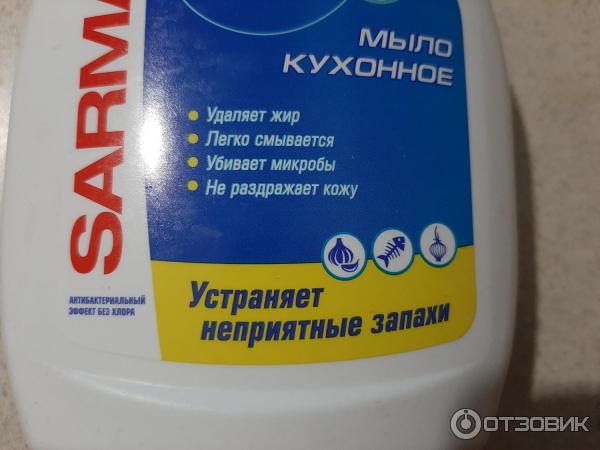 SARMA
МЫЛО
КУХОННОЕ
• Удаляет жир
• Легко смывается
• Убивает микробы
• Не раздражает кожу
АНТИБАКТЕРИАЛЬНЫЙ
ЭФФЕКТ БЕЗ ХЛОРА
Устраняет
неприятные запахи
ОТЗОВИК